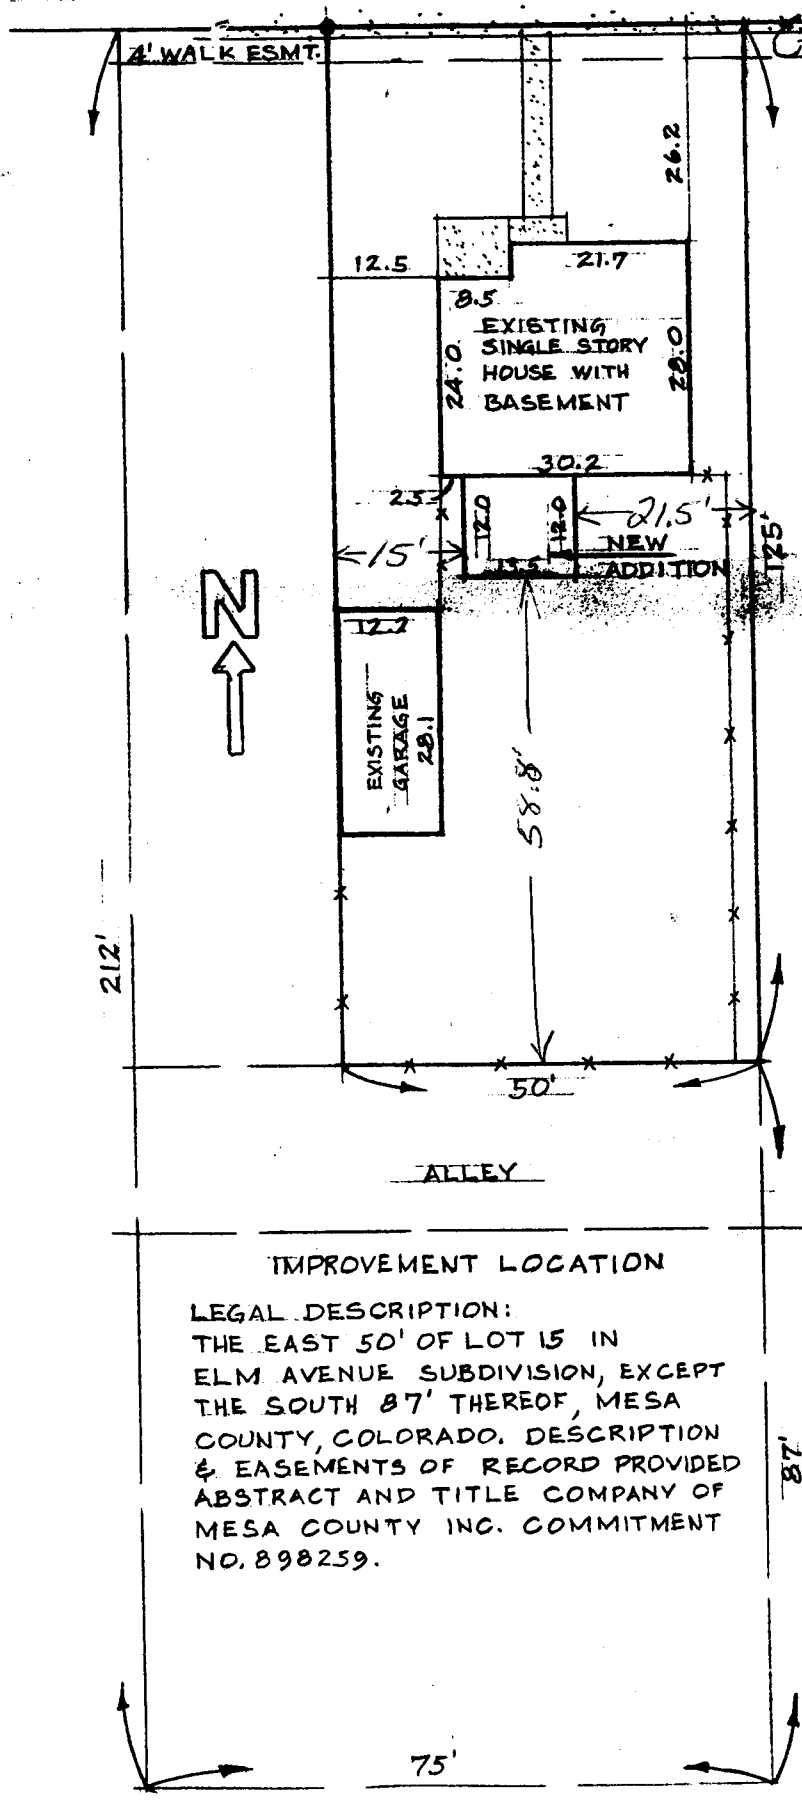 4' WALK ESMT.
26.2
12.5
21.7
8.5
EXISTING
SINGLE STORY
HOUSE WITH
BASEMENT
24.0
28.0
30.2
2.5
12.0
12.0
21.5'
15'
13.5
NEW
ADDITION
125'
N
12.2
EXISTING
GARAGE
28.1
58.8'
212'
50'
ALLEY
IMPROVEMENT LOCATION
LEGAL DESCRIPTION:
THE EAST 50' OF LOT 15 IN
ELM AVENUE SUBDIVISION, EXCEPT
THE SOUTH 87' THEREOF, MESA
COUNTY, COLORADO. DESCRIPTION
& EASEMENTS OF RECORD PROVIDED
ABSTRACT AND TITLE COMPANY OF
MESA COUNTY INC. COMMITMENT
NO. 898259.
87'
75'